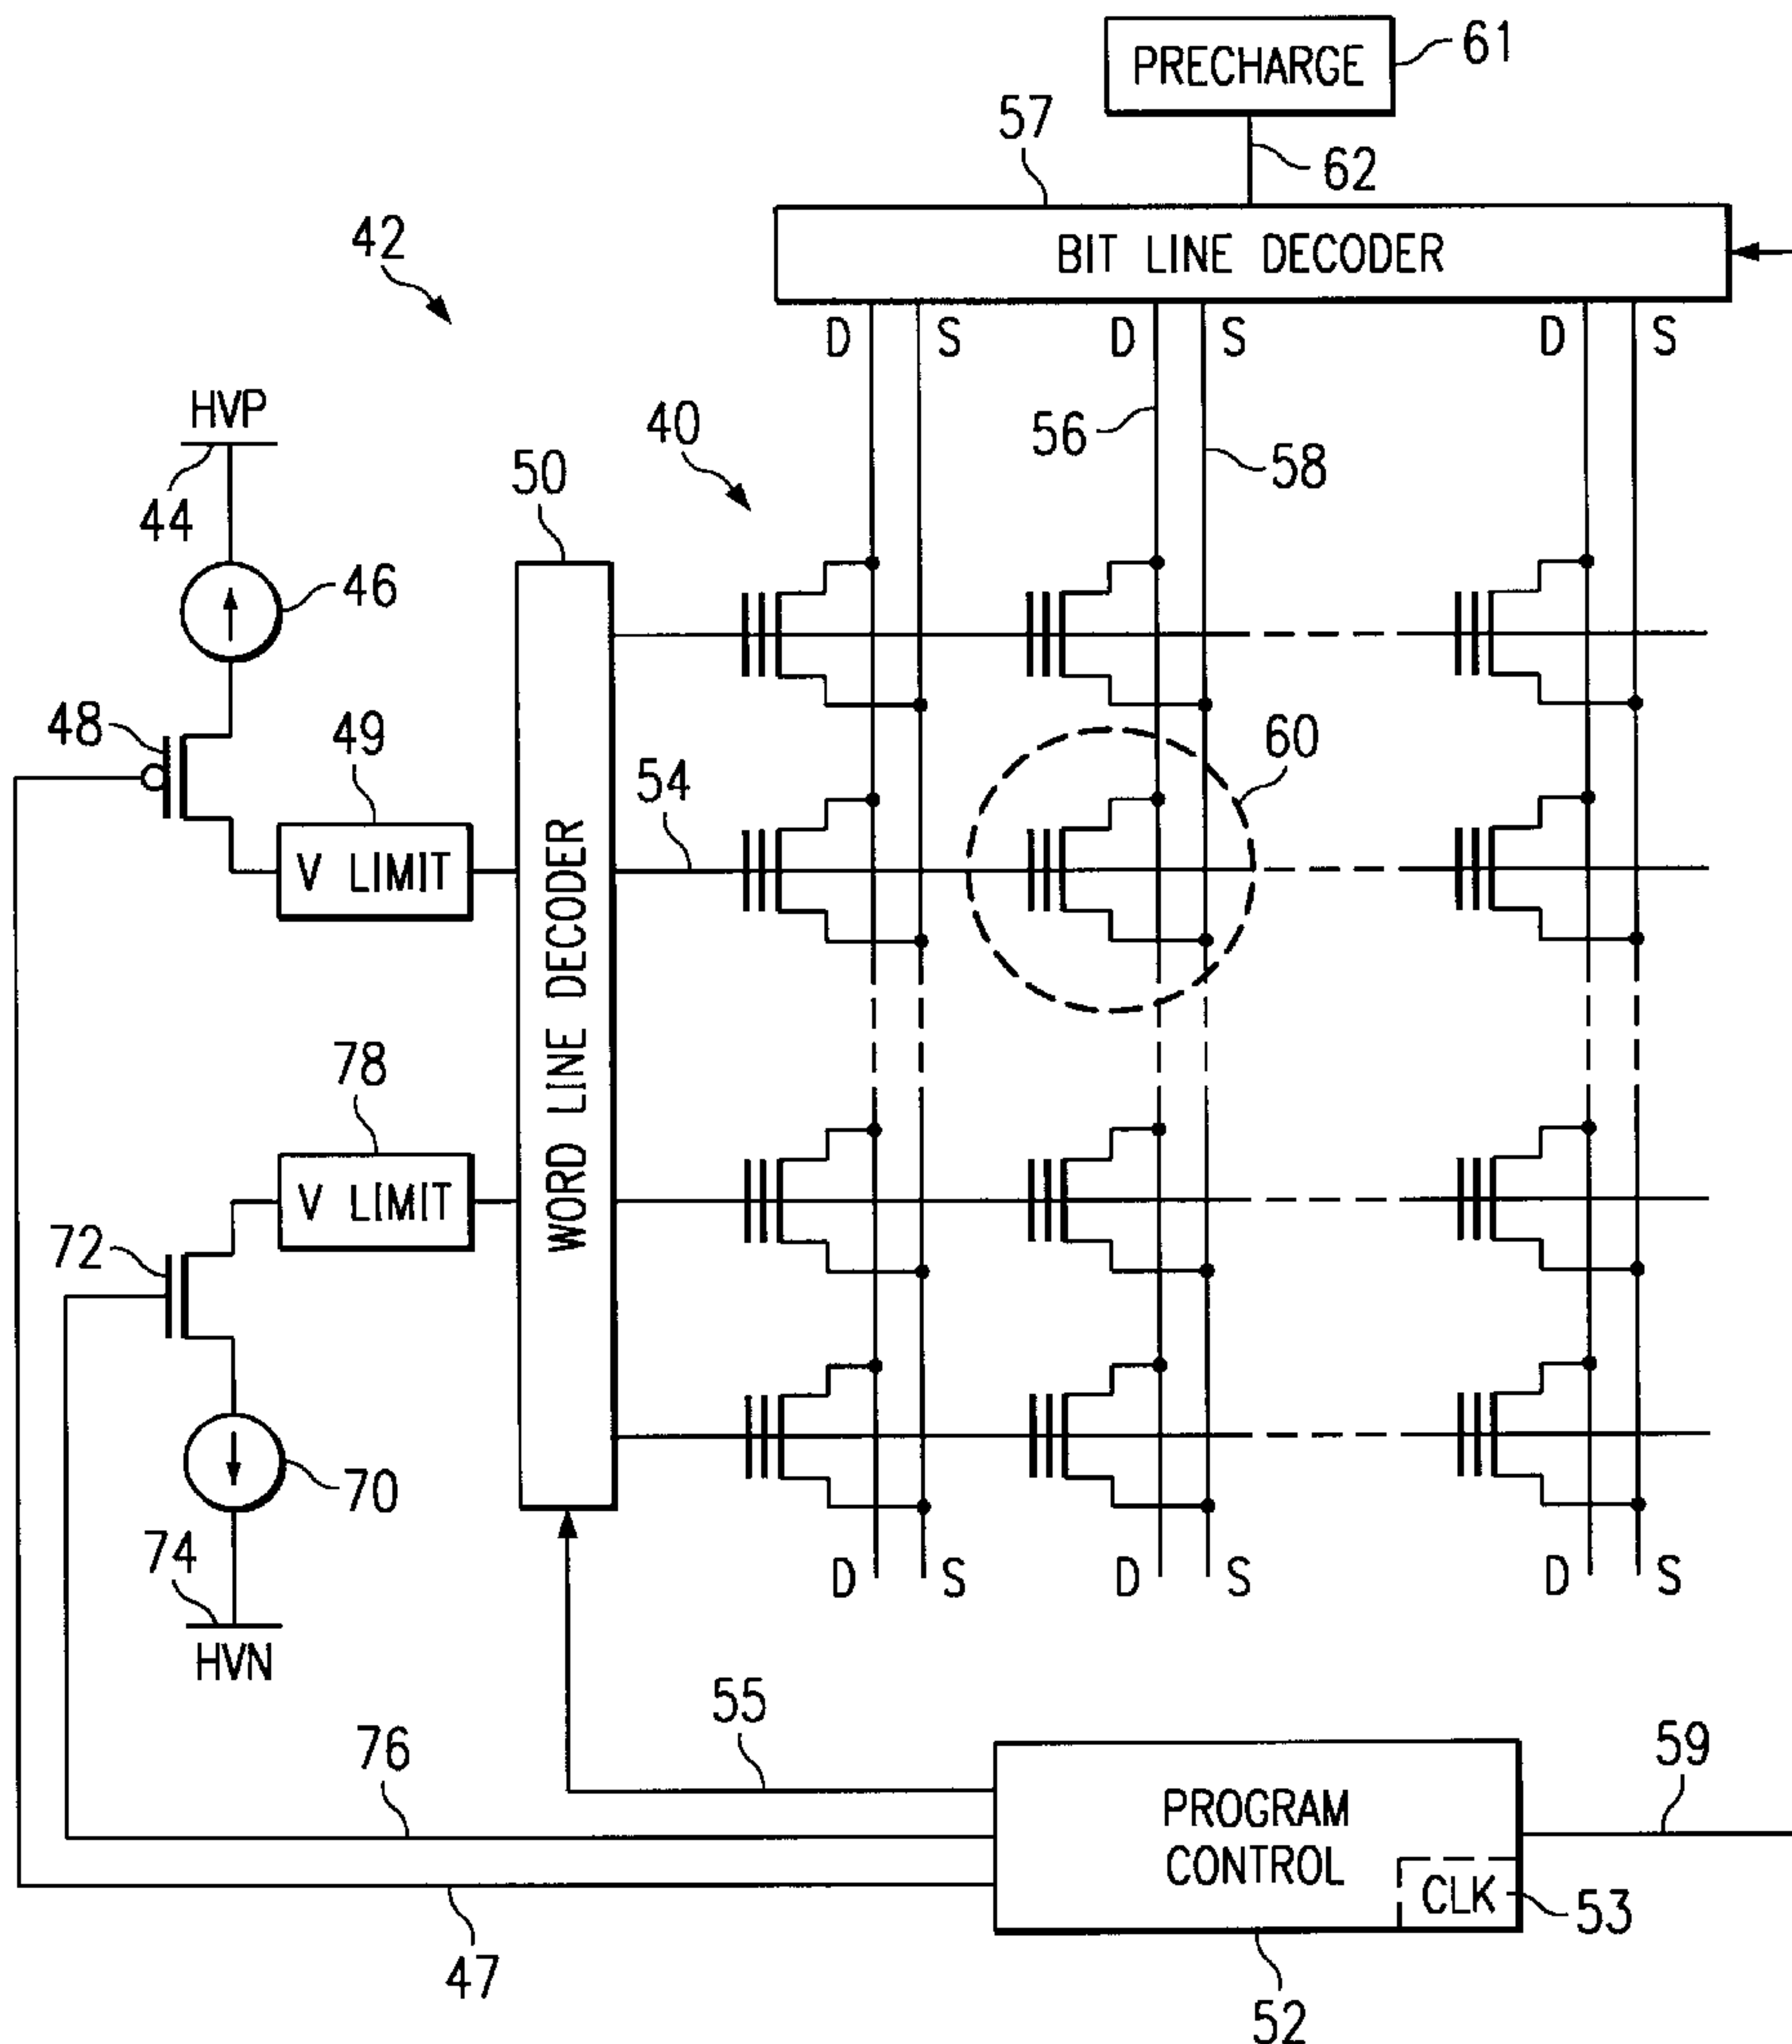 PRECHARGE
61
57
62
42
BIT LINE DECODER
D S D S D S
HVP
40
56
44
50
58
46
48
49
54
60
V LIMIT
WORD LINE DECODER
78
V LIMIT
72
70
74
HVN
D S D S D S
55
76
59
PROGRAM
CONTROL
CLK
53
47
52